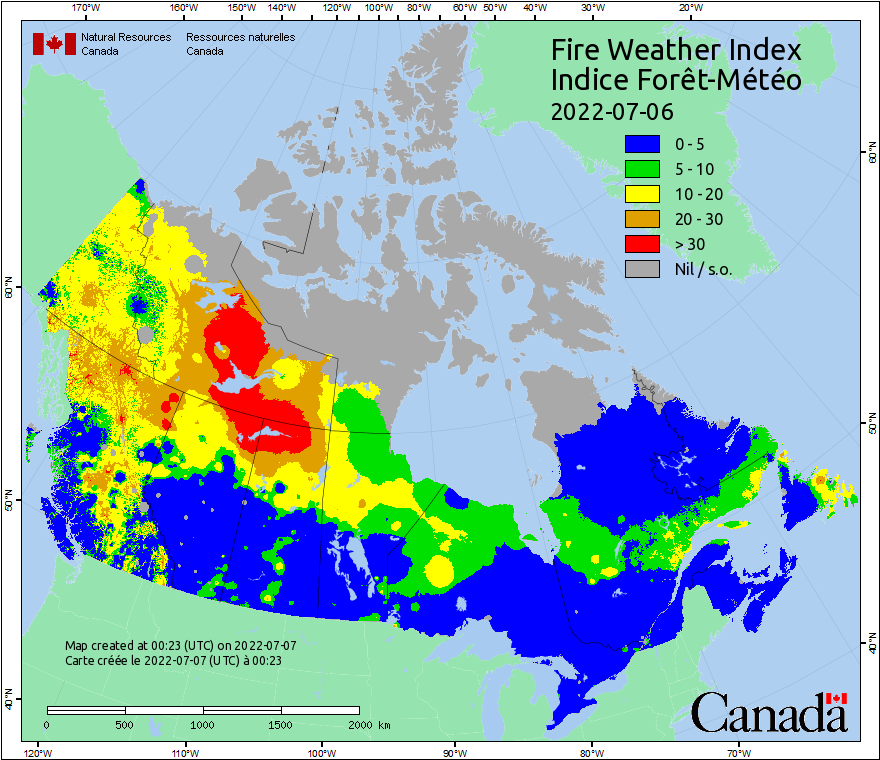 170°W 160°W 150°W 140°W 120°W 100°W 80°W 60°W 50°W 40°W 30°W 20°W
Natural Resources Ressources naturelles
Canada Canada
Fire Weather Index
Indice Forêt-Météo
2022-07-06
0 - 5
5 - 10
10 - 20
20 - 30
> 30
Nil / s.o.
60°N
60°N
50°N
50°N
40°N
40°N
Map created at 00:23 (UTC) on 2022-07-07
Carte créée le 2022-07-07 (UTC) à 00:23
0 500 1000 1500 2000 km
Canada
120°W 110°W 100°W 90°W 80°W 70°W